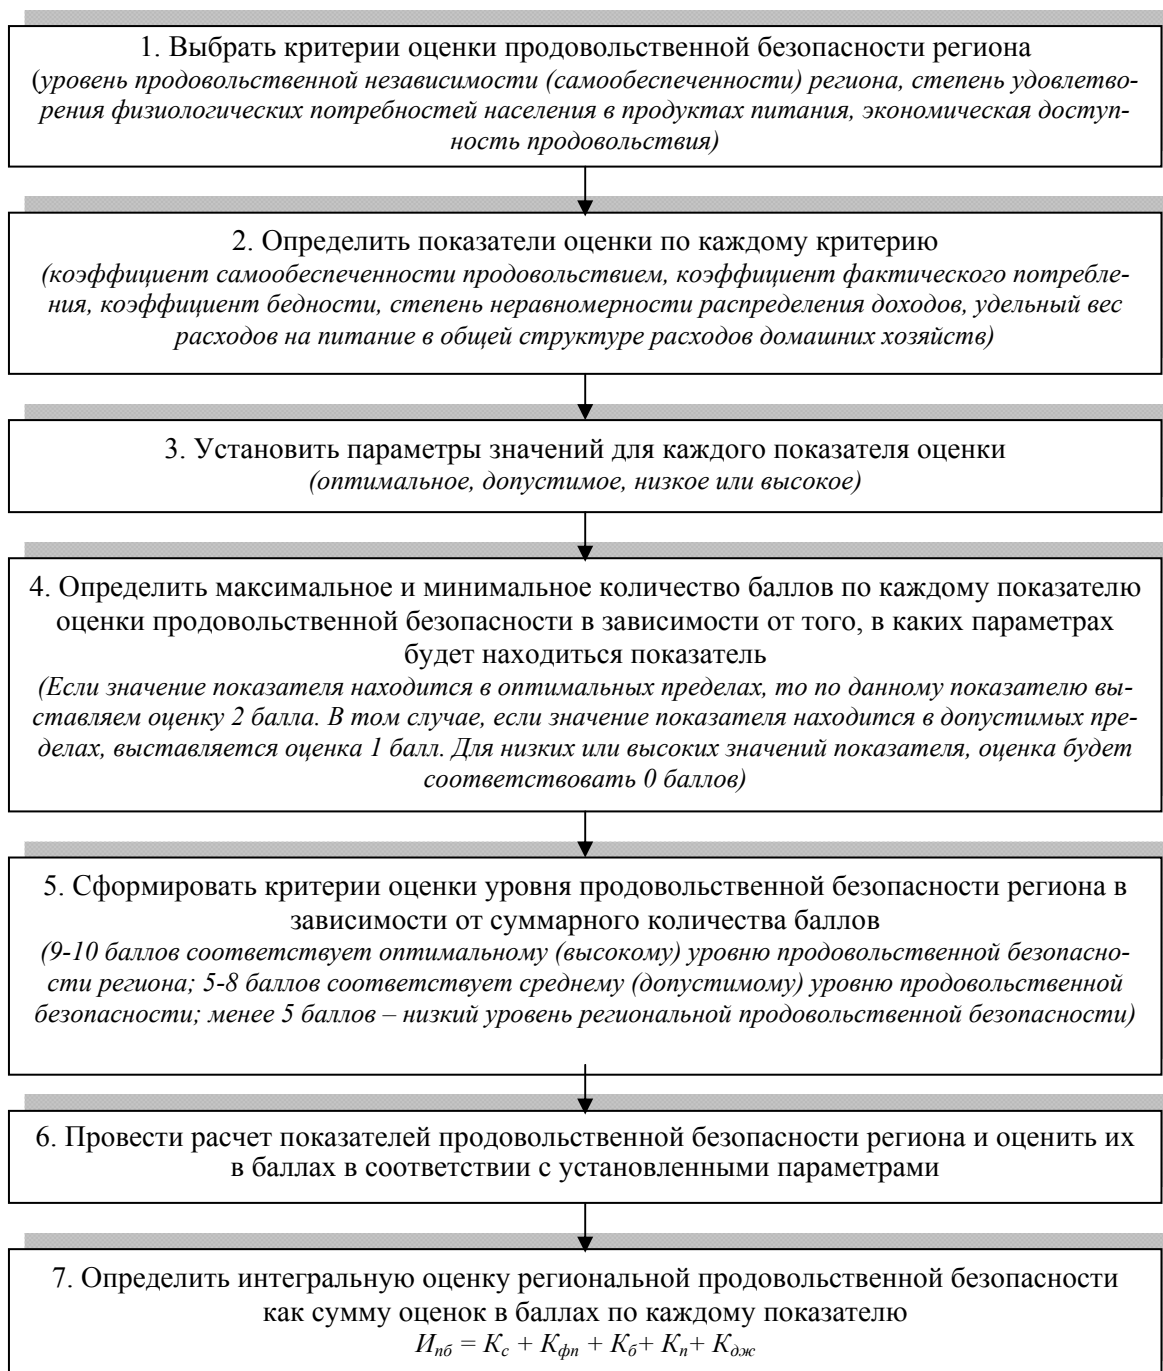 1. Выбрать критерии оценки продовольственной безопасности региона
(уровень продовольственной независимости (самообеспеченности) региона, степень удовлетво-
рения физиологических потребностей населения в продуктах питания, экономическая доступ-
ность продовольствия)
2. Определить показатели оценки по каждому критерию
(коэффициент самообеспеченности продовольствием, коэффициент фактического потребле-
ния, коэффициент бедности, степень неравномерности распределения доходов, удельный вес
расходов на питание в общей структуре расходов домашних хозяйств)
3. Установить параметры значений для каждого показателя оценки
(оптимальное, допустимое, низкое или высокое)
4. Определить максимальное и минимальное количество баллов по каждому показателю
оценки продовольственной безопасности в зависимости от того, в каких параметрах
будет находиться показатель
(Если значение показателя находится в оптимальных пределах, то по данному показателю вы-
ставляем оценку 2 балла. В том случае, если значение показателя находится в допустимых пре-
делах, выставляется оценка 1 балл. Для низких или высоких значений показателя, оценка будет
соответствовать 0 баллов)
5. Сформировать критерии оценки уровня продовольственной безопасности региона в
зависимости от суммарного количества баллов
(9-10 баллов соответствует оптимальному (высокому) уровню продовольственной безопасно-
сти региона; 5-8 баллов соответствует среднему (допустимому) уровню продовольственной
безопасности; менее 5 баллов – низкий уровень региональной продовольственной безопасности)
6. Провести расчет показателей продовольственной безопасности региона и оценить их
в баллах в соответствии с установленными параметрами
7. Определить интегральную оценку региональной продовольственной безопасности
как сумму оценок в баллах по каждому показателю
Ипб = Кс + Кфп + Кб+ Кп+ Кдж